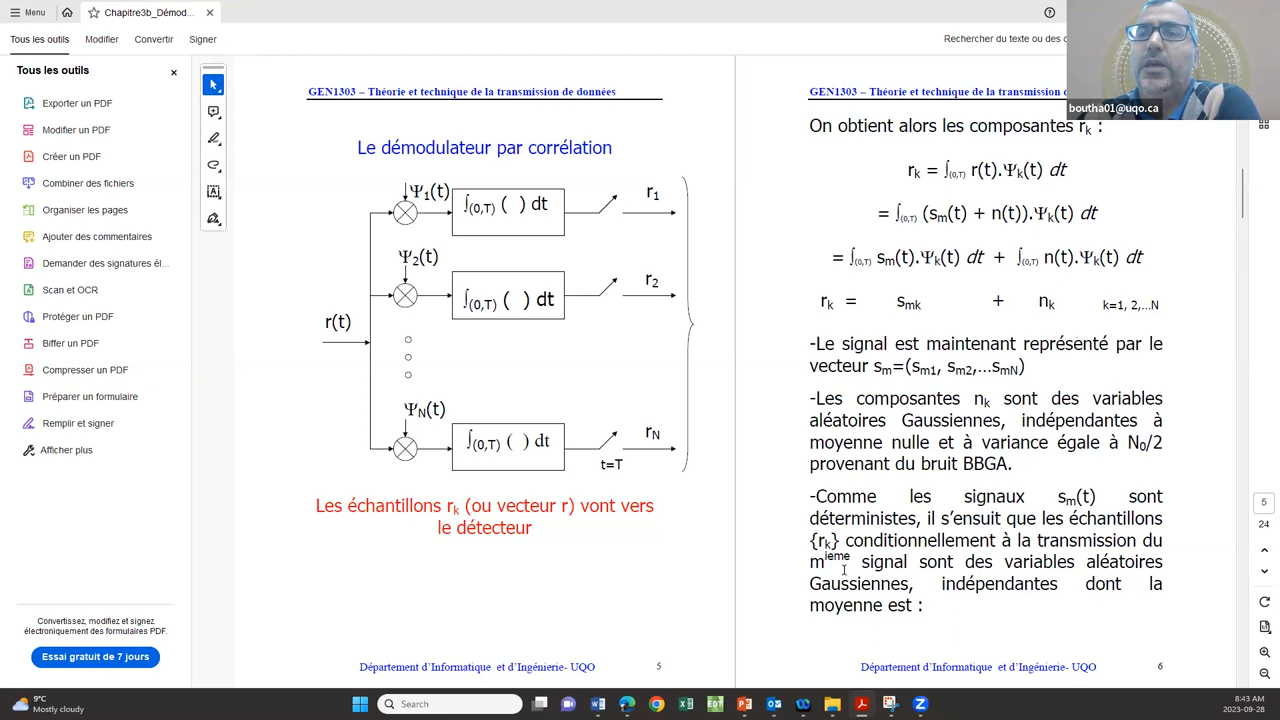 Menu
Chapitre3b_Démod...
Tous les outils
Modifier
Convertir
Signer
Rechercher du texte ou des
boutha01@uqo.ca
Tous les outils
Exporter un PDF
Modifier un PDF
Créer un PDF
Combiner des fichiers
Organiser les pages
Ajouter des commentaires
Demander des signatures él...
Scan et OCR
Protéger un PDF
Biffer un PDF
Compresser un PDF
Préparer un formulaire
Remplir et signer
Afficher plus
Convertissez, modifiez et signez
électroniquement des formulaires PDF.
Essai gratuit de 7 jours
GEN1303 – Théorie et technique de la transmission de données
Le démodulateur par corrélation
Ψ1(t)
∫(0,T) ( ) dt
r1
Ψ2(t)
∫(0,T) ( ) dt
r2
r(t)
ΨN(t)
∫(0,T) ( ) dt
rN
t=T
Les échantillons rk (ou vecteur r) vont vers
le détecteur
Département d'Informatique et d'Ingénierie- UQO
5
GEN1303 – Théorie et technique de la transmission de
On obtient alors les composantes rk :
rk = ∫(0,T) r(t).Ψk(t) dt
= ∫(0,T) (sm(t) + n(t)).Ψk(t) dt
= ∫(0,T) sm(t).Ψk(t) dt + ∫(0,T) n(t).Ψk(t) dt
rk = smk + nk k=1, 2,...N
-Le signal est maintenant représenté par le
vecteur sm=(sm1, sm2,...smN)
-Les composantes nk sont des variables
aléatoires Gaussiennes, indépendantes à
moyenne nulle et à variance égale à N0/2
provenant du bruit BBGA.
-Comme les signaux sm(t) sont
déterministes, il s'ensuit que les échantillons
{rk} conditionnellement à la transmission du
mieme signal sont des variables aléatoires
Gaussiennes, indépendantes dont la
moyenne est :
Département d'Informatique et d'Ingénierie- UQO
6
5
24
9°C
Mostly cloudy
Search
EDT
8:43 AM
2023-09-28